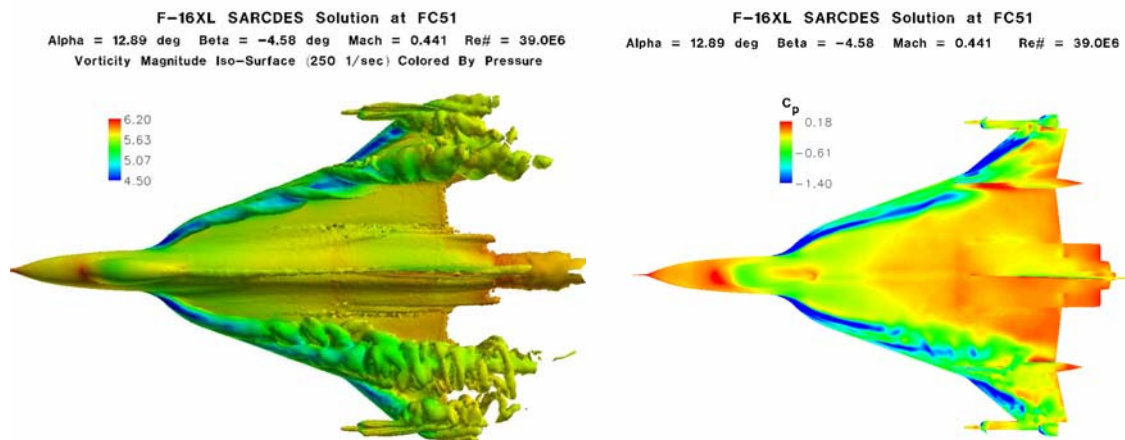 F-16XL SARCDES Solution at FC51
Alpha = 12.89 deg Beta = -4.58 deg Mach = 0.441 Re# = 39.0E6
Vorticity Magnitude Iso-Surface (250 1/sec) Colored By Pressure
6.20
5.63
5.07
4.50
F-16XL SARCDES Solution at FC51
Alpha = 12.89 deg Beta = -4.58 Mach = 0.441 Re# = 39.0E6
Cp
0.18
-0.61
-1.40